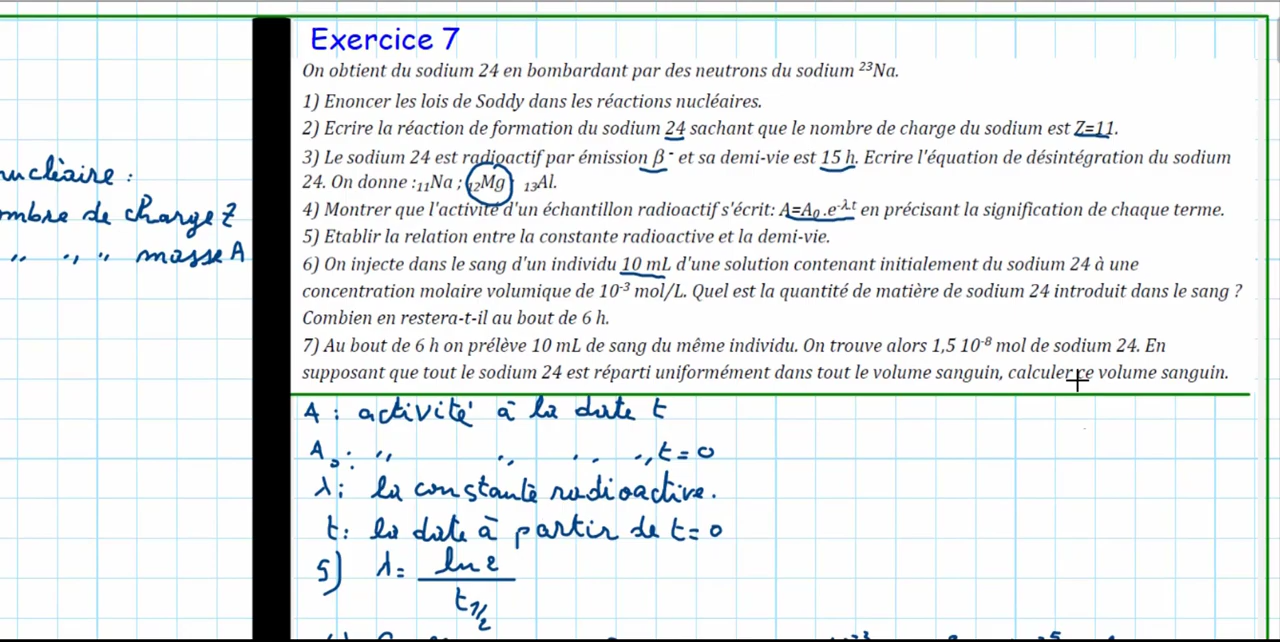 Exercice 7
On obtient du sodium 24 en bombardant par des neutrons du sodium ²³Na.
1) Enoncer les lois de Soddy dans les réactions nucléaires.
2) Ecrire la réaction de formation du sodium 24 sachant que le nombre de charge du sodium est Z=11.
3) Le sodium 24 est radioactif par émission β⁻ et sa demi-vie est 15 h. Ecrire l'équation de désintégration du sodium
24. On donne :₁₁Na ; ₁₂Mg ₁₃Al.
4) Montrer que l'activité d'un échantillon radioactif s'écrit: A=A₀.e^-λt en précisant la signification de chaque terme.
5) Etablir la relation entre la constante radioactive et la demi-vie.
6) On injecte dans le sang d'un individu 10 mL d'une solution contenant initialement du sodium 24 à une
concentration molaire volumique de 10⁻³ mol/L. Quel est la quantité de matière de sodium 24 introduit dans le sang ?
Combien en restera-t-il au bout de 6 h.
7) Au bout de 6 h on prélève 10 mL de sang du même individu. On trouve alors 1,5 10⁻⁸ mol de sodium 24. En
supposant que tout le sodium 24 est réparti uniformément dans tout le volume sanguin, calculer ce volume sanguin.
nucléaire :
mbre de charge Z
,, ,, ,, masse A
A : activité à la date t
A₀: ,, ,, ,, ,, t = 0
λ: la constante radioactive.
t: la date à partir de t= 0
5) λ= ln 2 / t1/2